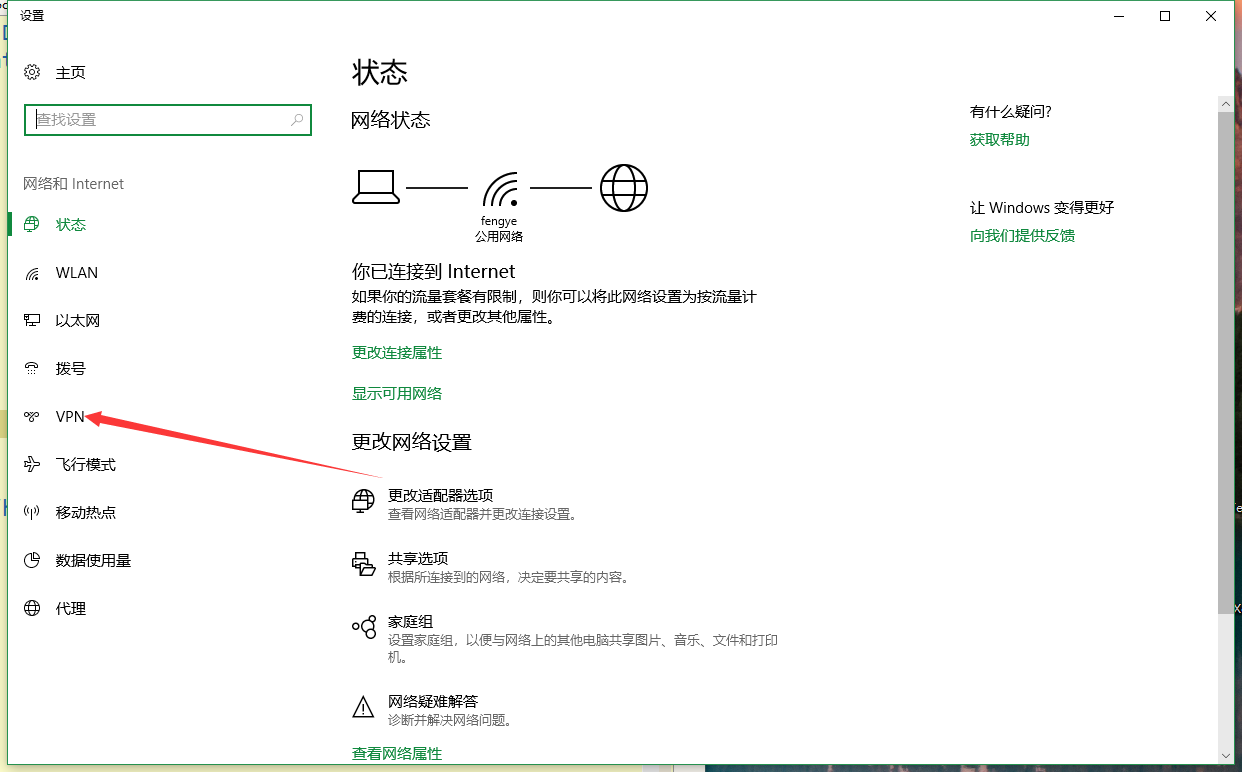 设置
主页
查找设置
网络和 Internet
状态
WLAN
以太网
拨号
VPN
飞行模式
移动热点
数据使用量
代理
状态
网络状态
fengye
公用网络
你已连接到 Internet
如果你的流量套餐有限制，则你可以将此网络设置为按流量计
费的连接，或者更改其他属性。
更改连接属性
显示可用网络
更改网络设置
更改适配器选项
查看网络适配器并更改连接设置。
共享选项
根据所连接到的网络，决定要共享的内容。
家庭组
设置家庭组，以便与网络上的其他电脑共享图片、音乐、文件和打印
机。
网络疑难解答
诊断并解决网络问题。
查看网络属性
有什么疑问?
获取帮助
让 Windows 变得更好
向我们提供反馈